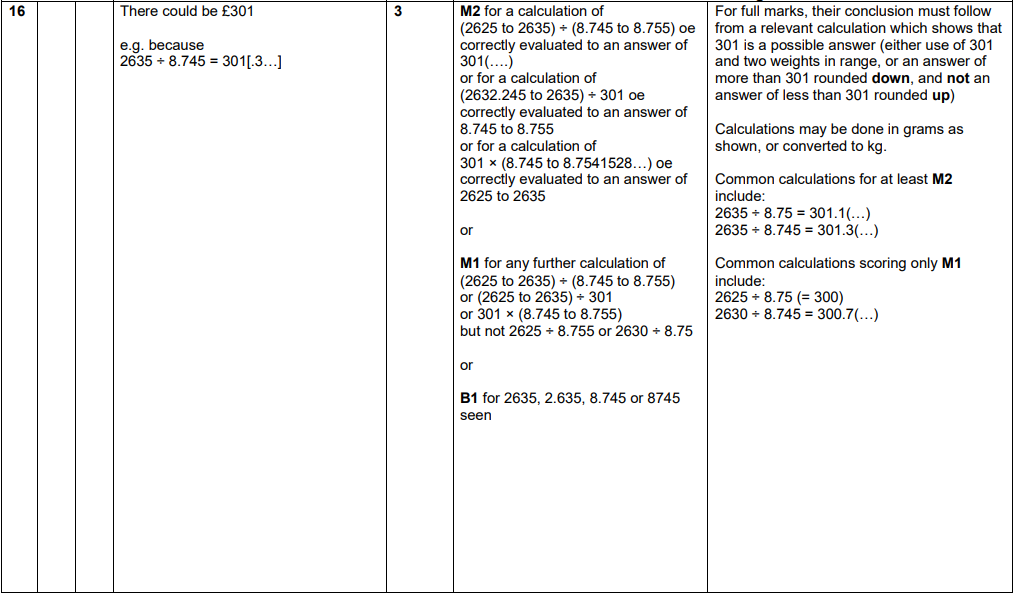 16
There could be £301
e.g. because
2635 ÷ 8.745 = 301[.3…]
3
M2 for a calculation of
(2625 to 2635) ÷ (8.745 to 8.755) oe
correctly evaluated to an answer of
301(….)
or for a calculation of
(2632.245 to 2635) ÷ 301 oe
correctly evaluated to an answer of
8.745 to 8.755
or for a calculation of
301 × (8.745 to 8.7541528…) oe
correctly evaluated to an answer of
2625 to 2635
or
M1 for any further calculation of
(2625 to 2635) ÷ (8.745 to 8.755)
or (2625 to 2635) ÷ 301
or 301 × (8.745 to 8.755)
but not 2625 ÷ 8.755 or 2630 ÷ 8.75
or
B1 for 2635, 2.635, 8.745 or 8745
seen
For full marks, their conclusion must follow
from a relevant calculation which shows that
301 is a possible answer (either use of 301
and two weights in range, or an answer of
more than 301 rounded down, and not an
answer of less than 301 rounded up)
Calculations may be done in grams as
shown, or converted to kg.
Common calculations for at least M2
include:
2635 ÷ 8.75 = 301.1(…)
2635 ÷ 8.745 = 301.3(…)
Common calculations scoring only M1
include:
2625 ÷ 8.75 (= 300)
2630 ÷ 8.745 = 300.7(…)